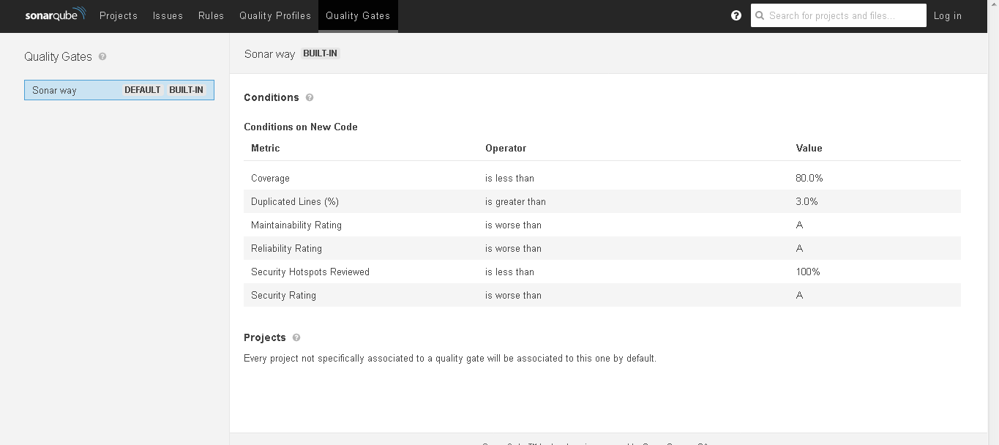 sonarqube Projects Issues Rules Quality Profiles Quality Gates ? Search for projects and files... Log in
Quality Gates ?
Sonar way DEFAULT BUILT-IN
Sonar way BUILT-IN
Conditions ?
Conditions on New Code
Metric Operator Value
Coverage is less than 80.0%
Duplicated Lines (%) is greater than 3.0%
Maintainability Rating is worse than A
Reliability Rating is worse than A
Security Hotspots Reviewed is less than 100%
Security Rating is worse than A
Projects ?
Every project not specifically associated to a quality gate will be associated to this one by default.